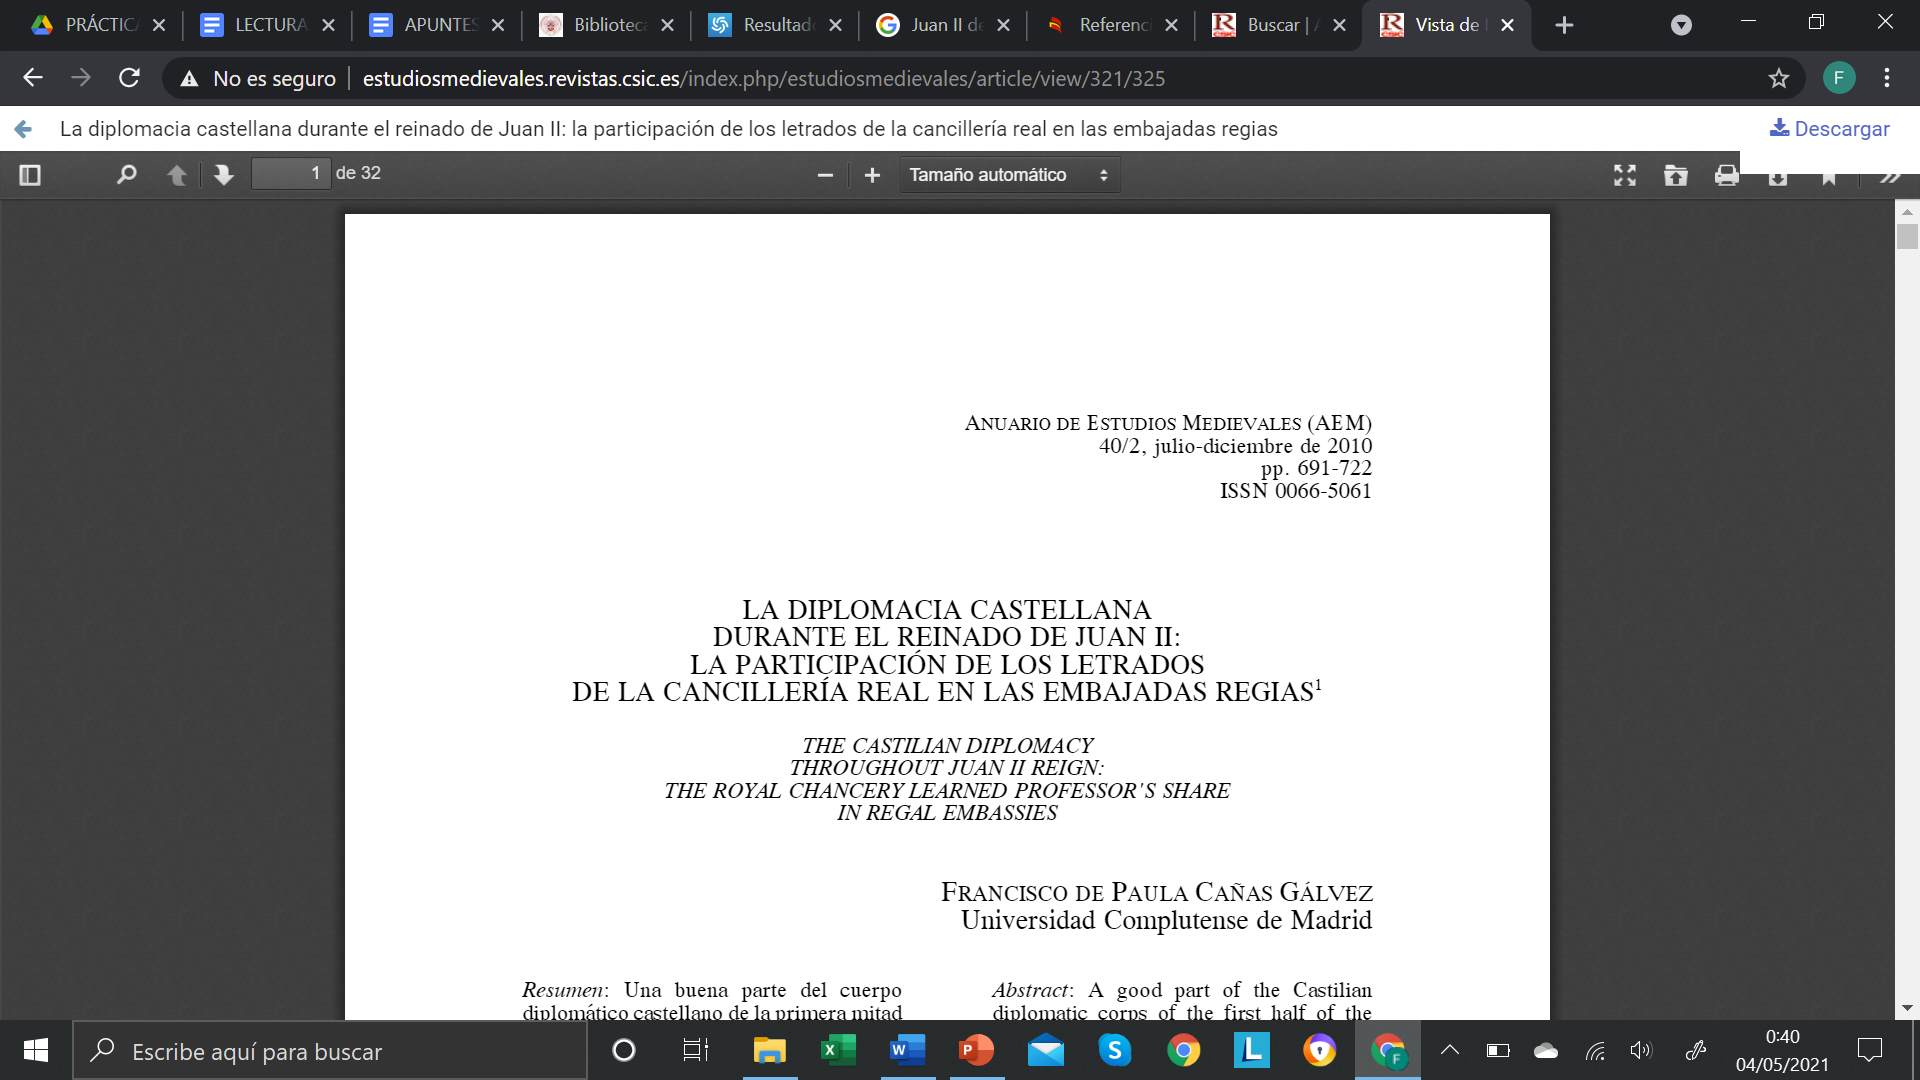 PRÁCTICA
LECTURA
APUNTES
Biblioteca
Resultado
Juan II de
Referenci
Buscar | A
Vista de
No es seguro | estudiosmedievales.revistas.csic.es/index.php/estudiosmedievales/article/view/321/325
F
La diplomacia castellana durante el reinado de Juan II: la participación de los letrados de la cancillería real en las embajadas regias
Descargar
1 de 32
Tamaño automático
ANUARIO DE ESTUDIOS MEDIEVALES (AEM)
40/2, julio-diciembre de 2010
pp. 691-722
ISSN 0066-5061
LA DIPLOMACIA CASTELLANA
DURANTE EL REINADO DE JUAN II:
LA PARTICIPACIÓN DE LOS LETRADOS
DE LA CANCILLERÍA REAL EN LAS EMBAJADAS REGIAS1
THE CASTILIAN DIPLOMACY
THROUGHOUT JUAN II REIGN:
THE ROYAL CHANCERY LEARNED PROFESSOR'S SHARE
IN REGAL EMBASSIES
FRANCISCO DE PAULA CAÑAS GÁLVEZ
Universidad Complutense de Madrid
Resumen: Una buena parte del cuerpo
diplomático castellano de la primera mitad
Abstract: A good part of the Castilian
diplomatic corps of the first half of the
Escribe aquí para buscar
0:40
04/05/2021